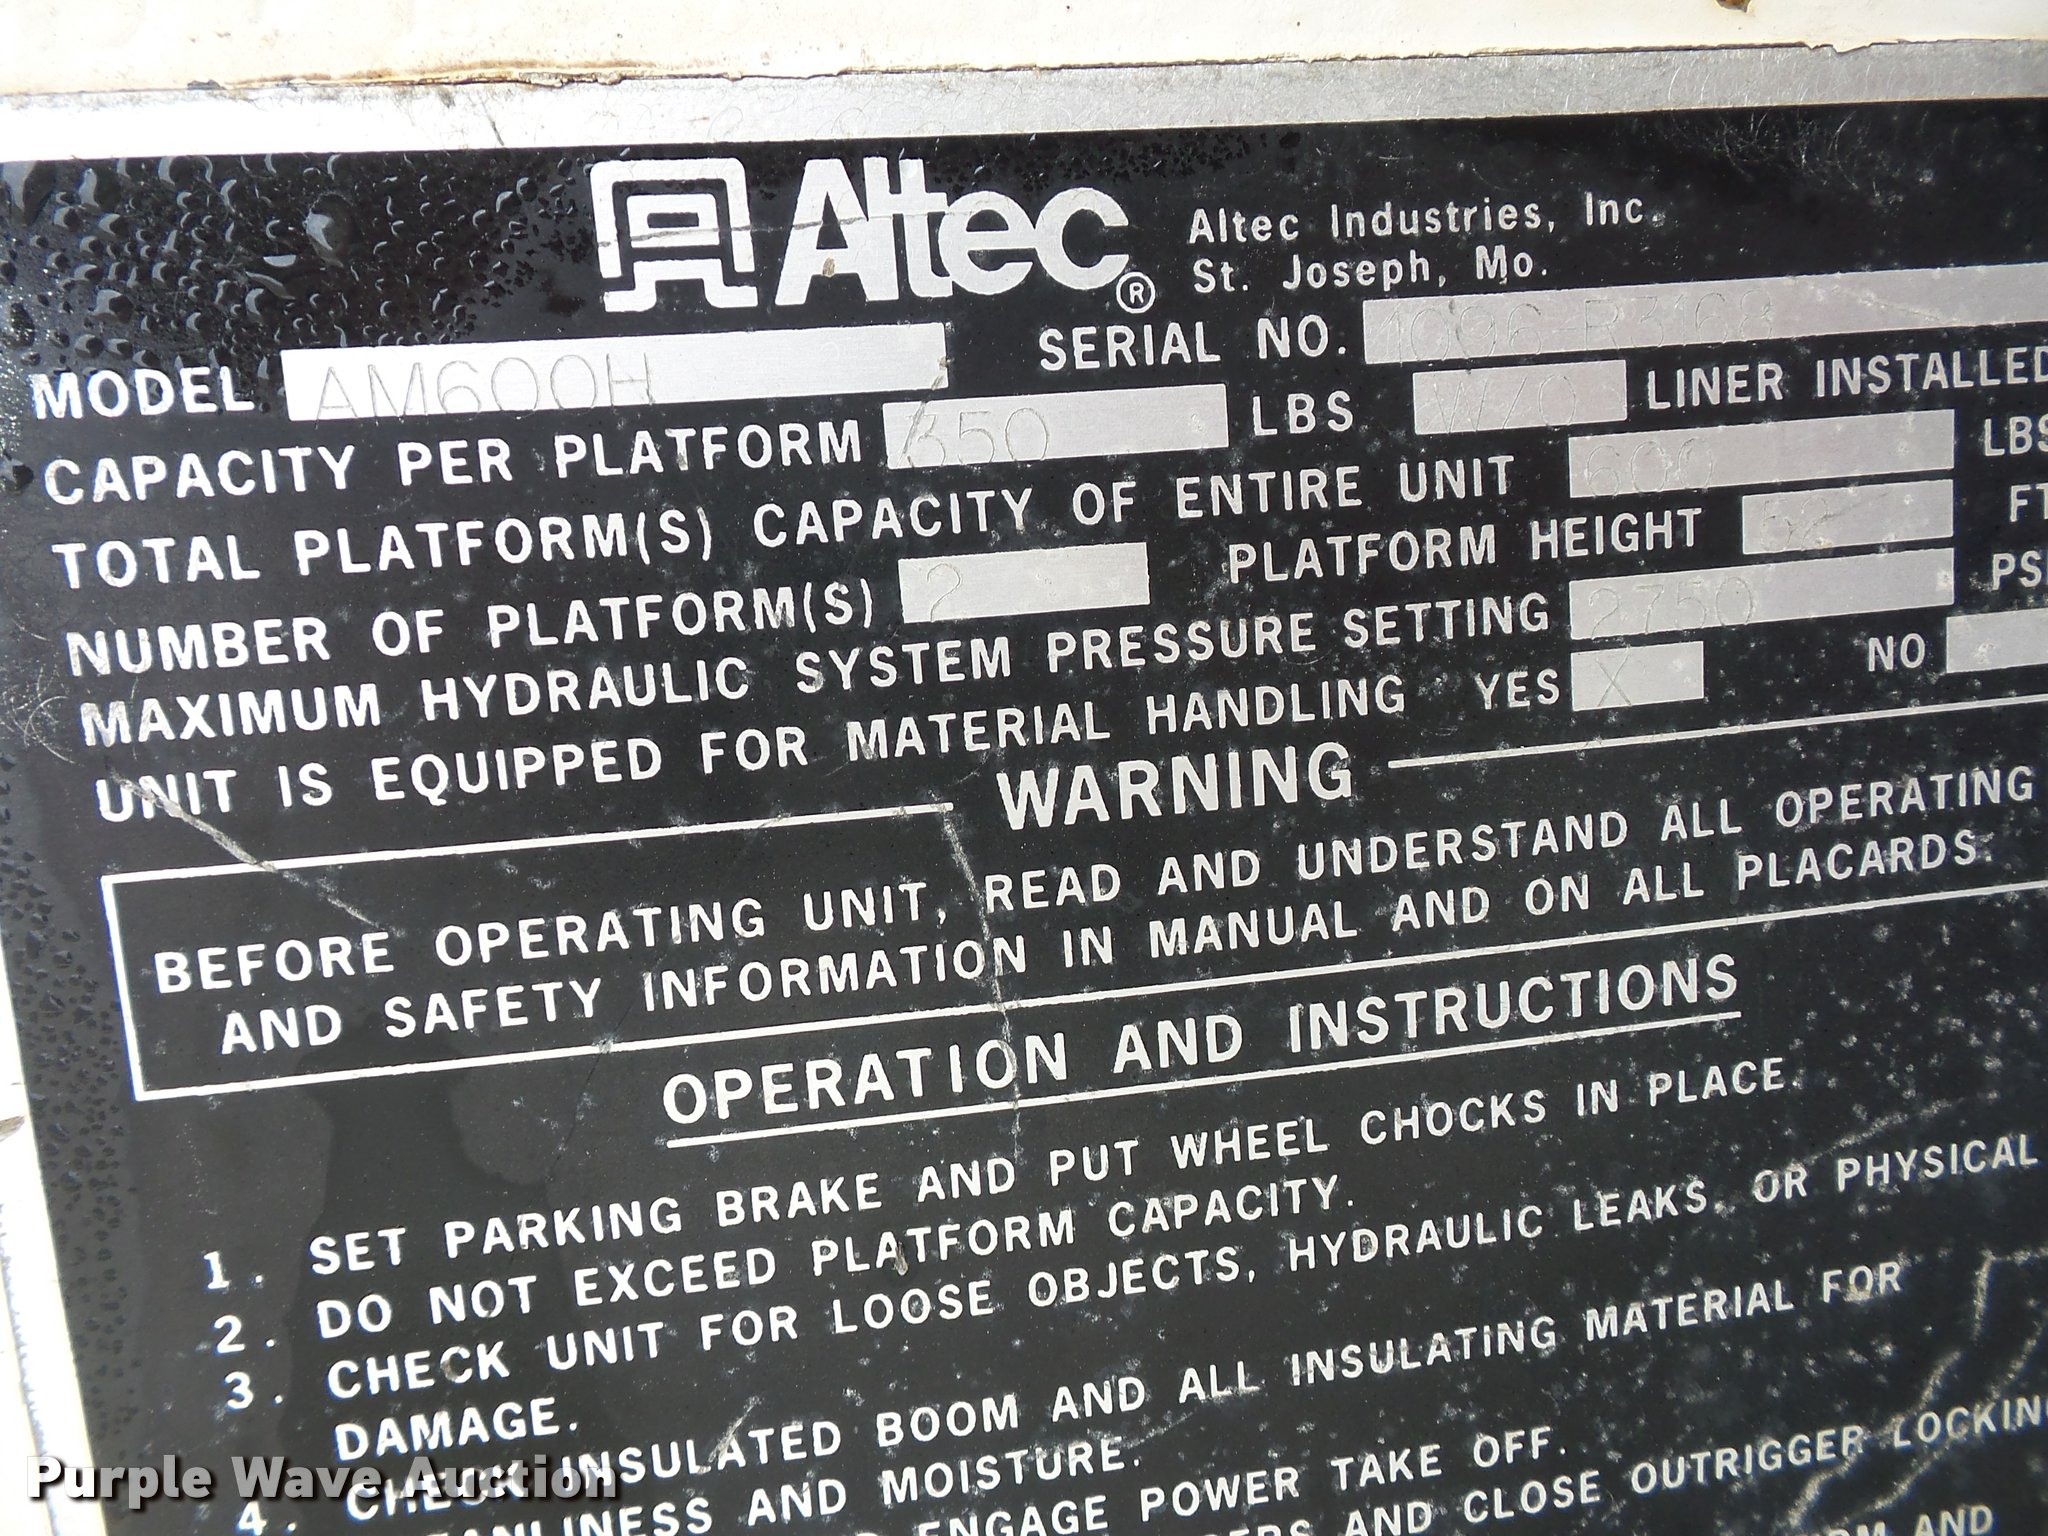 Altec® Altec Industries, Inc.
St. Joseph, Mo.
MODEL AM600H SERIAL NO. 1096-R3168
CAPACITY PER PLATFORM 350 LBS W/O LINER INSTALLED
TOTAL PLATFORM(S) CAPACITY OF ENTIRE UNIT 600 LBS
NUMBER OF PLATFORM(S) 2 PLATFORM HEIGHT 52 FT
MAXIMUM HYDRAULIC SYSTEM PRESSURE SETTING 2750 PSI
UNIT IS EQUIPPED FOR MATERIAL HANDLING YES X NO
WARNING
BEFORE OPERATING UNIT, READ AND UNDERSTAND ALL OPERATING
AND SAFETY INFORMATION IN MANUAL AND ON ALL PLACARDS.
OPERATION AND INSTRUCTIONS
1. SET PARKING BRAKE AND PUT WHEEL CHOCKS IN PLACE.
2. DO NOT EXCEED PLATFORM CAPACITY.
3. CHECK UNIT FOR LOOSE OBJECTS, HYDRAULIC LEAKS, OR PHYSICAL
DAMAGE.
4. CHECK INSULATED BOOM AND ALL INSULATING MATERIAL FOR
CLEANLINESS AND MOISTURE.
ENGAGE POWER TAKE OFF.
AND CLOSE OUTRIGGER LOCKING
AND
Purple Wave Auction